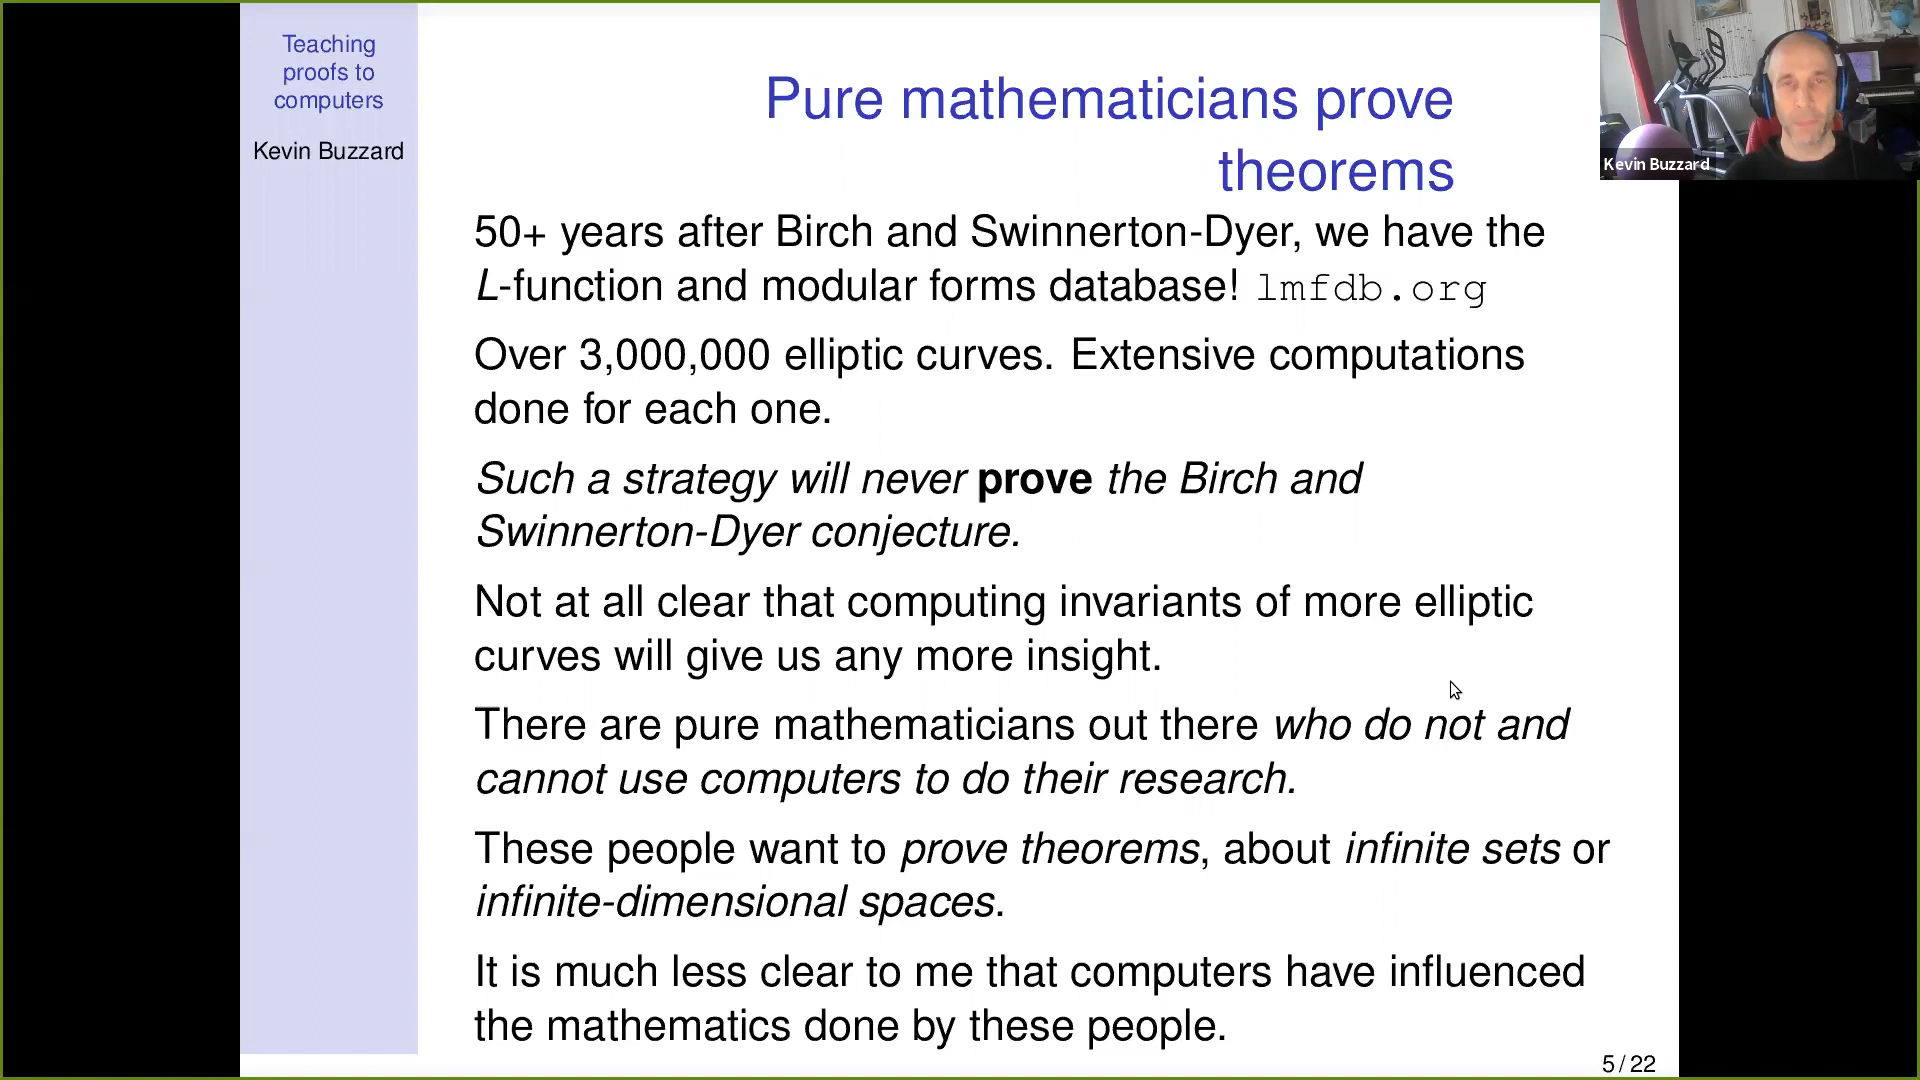 Teaching
proofs to
computers
Kevin Buzzard
Pure mathematicians prove
theorems
50+ years after Birch and Swinnerton-Dyer, we have the
L-function and modular forms database! lmfdb.org
Over 3,000,000 elliptic curves. Extensive computations
done for each one.
Such a strategy will never prove the Birch and
Swinnerton-Dyer conjecture.
Not at all clear that computing invariants of more elliptic
curves will give us any more insight.
There are pure mathematicians out there who do not and
cannot use computers to do their research.
These people want to prove theorems, about infinite sets or
infinite-dimensional spaces.
It is much less clear to me that computers have influenced
the mathematics done by these people.
5 / 22
Kevin Buzzard